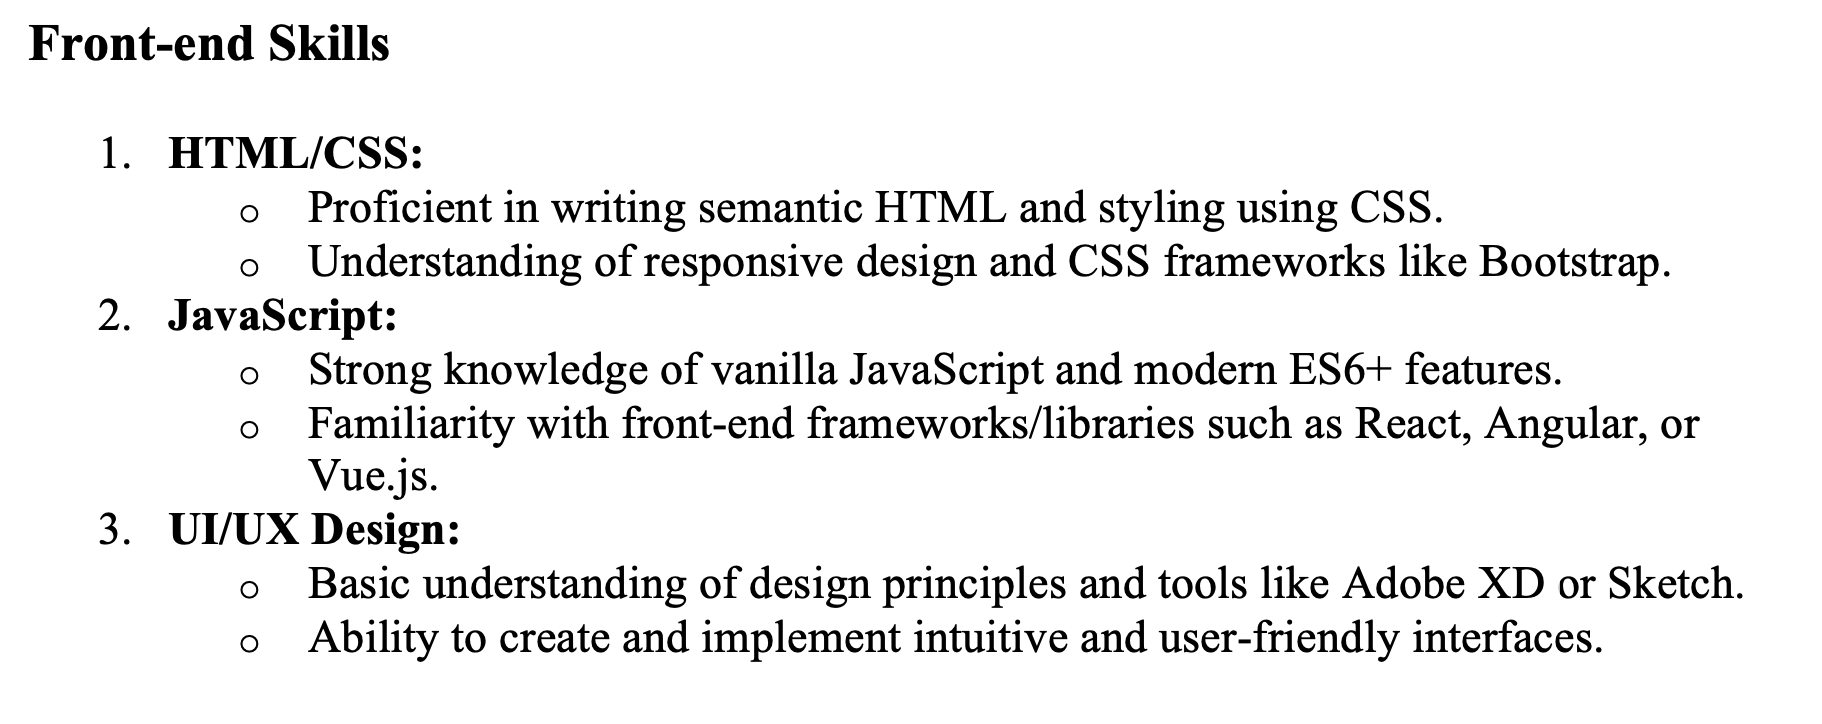 Front-end Skills
1. HTML/CSS:
o Proficient in writing semantic HTML and styling using CSS.
o Understanding of responsive design and CSS frameworks like Bootstrap.
2. JavaScript:
o Strong knowledge of vanilla JavaScript and modern ES6+ features.
o Familiarity with front-end frameworks/libraries such as React, Angular, or
Vue.js.
3. UI/UX Design:
o Basic understanding of design principles and tools like Adobe XD or Sketch.
o Ability to create and implement intuitive and user-friendly interfaces.